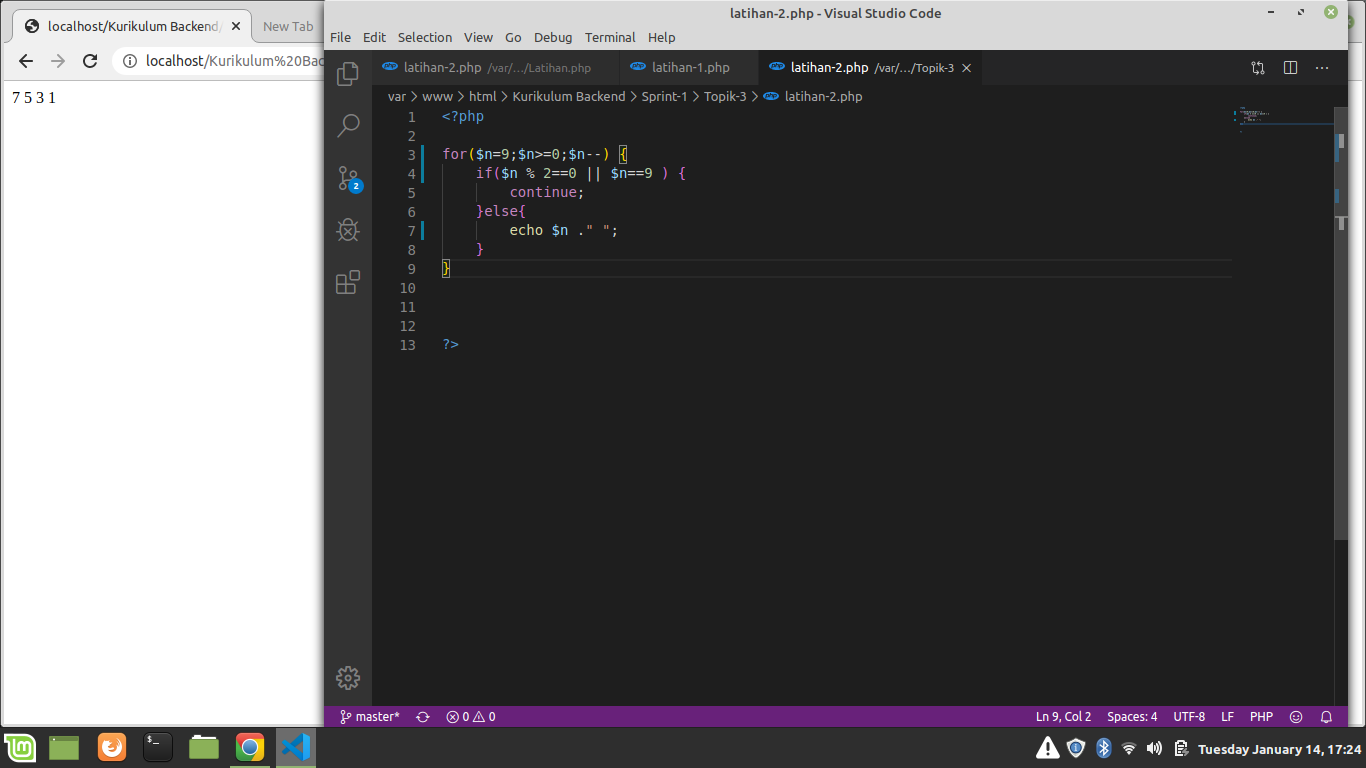 latihan-2.php - Visual Studio Code
localhost/Kurikulum Backend/
New Tab
localhost/Kurikulum%20Bac
7 5 3 1
File Edit Selection View Go Debug Terminal Help
latihan-2.php /var/.../Latihan.php
latihan-1.php
latihan-2.php /var/.../Topik-3
var > www > html > Kurikulum Backend > Sprint-1 > Topik-3 > latihan-2.php
1 <?php
2
3 for($n=9;$n>=0;$n--) {
4     if($n % 2==0 || $n==9 ) {
5         continue;
6     }else{
7         echo $n ." ";
8     }
9 }
10
11
12
13 ?>
2
master* 0 0 Ln 9, Col 2 Spaces: 4 UTF-8 LF PHP
Tuesday January 14, 17:24